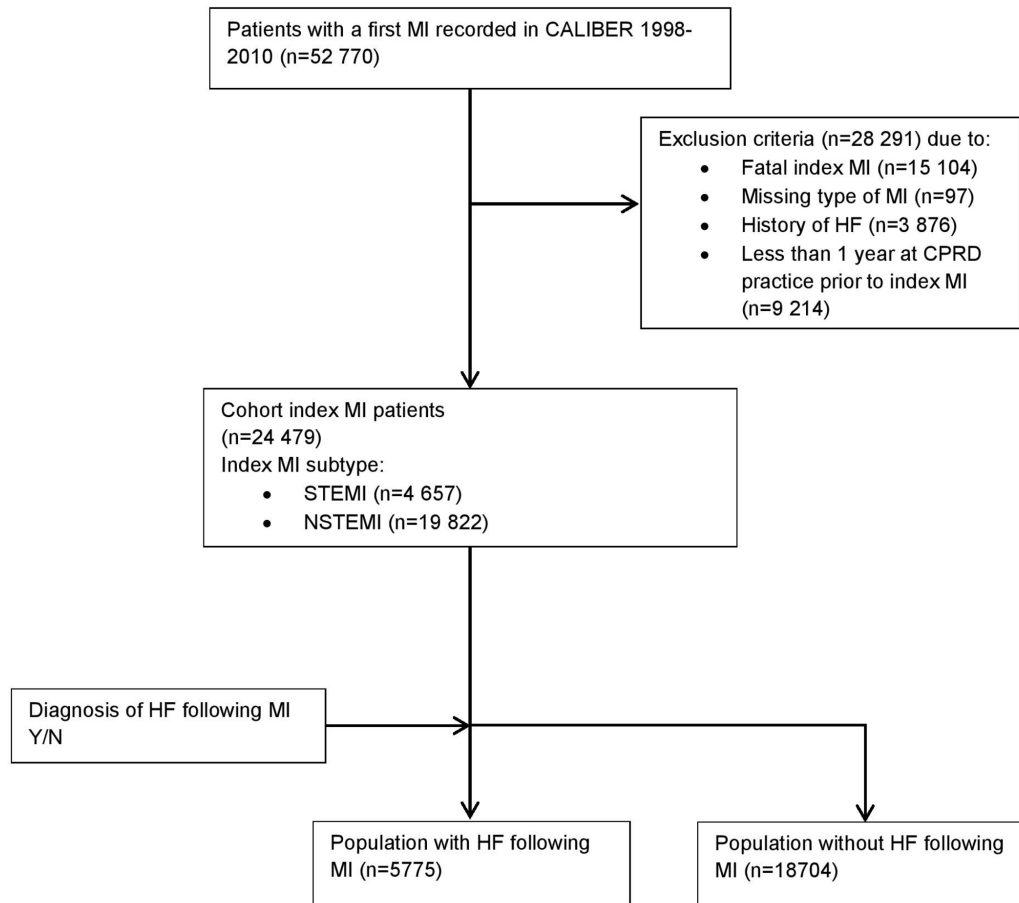 Patients with a first MI recorded in CALIBER 1998-
2010 (n=52 770)
Exclusion criteria (n=28 291) due to:
• Fatal index MI (n=15 104)
• Missing type of MI (n=97)
• History of HF (n=3 876)
• Less than 1 year at CPRD
practice prior to index MI
(n=9 214)
Cohort index MI patients
(n=24 479)
Index MI subtype:
• STEMI (n=4 657)
• NSTEMI (n=19 822)
Diagnosis of HF following MI
Y/N
Population with HF following
MI (n=5775)
Population without HF following
MI (n=18704)